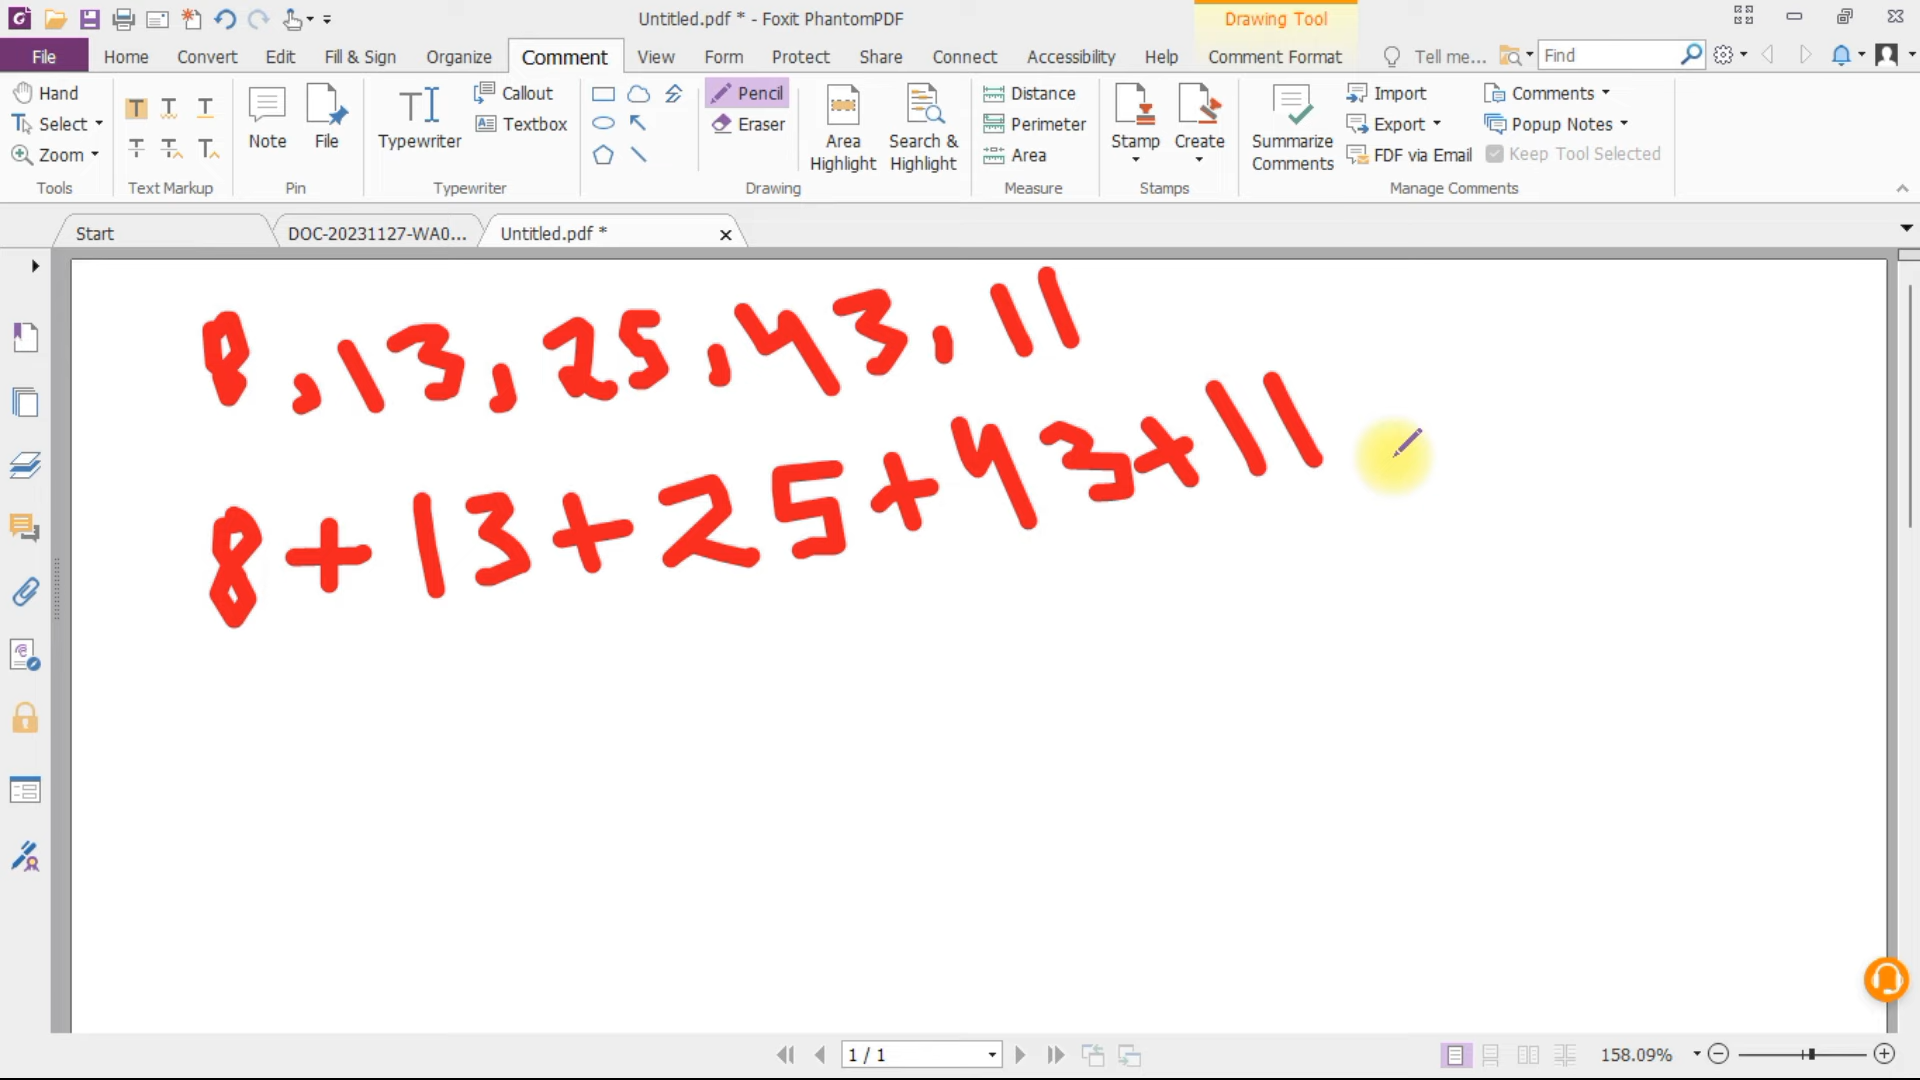 Untitled.pdf * - Foxit PhantomPDF
Drawing Tool
File Home Convert Edit Fill & Sign Organize Comment View Form Protect Share Connect Accessibility Help Comment Format Tell me... Find
Hand
Select
Zoom
Tools
Text Markup
Note
File
Pin
Typewriter
Callout
Textbox
Typewriter
Pencil
Eraser
Area Highlight
Search & Highlight
Drawing
Distance
Perimeter
Area
Measure
Stamp
Create
Stamps
Summarize Comments
Import
Export
FDF via Email
Comments
Popup Notes
Keep Tool Selected
Manage Comments
Start DOC-20231127-WA0... Untitled.pdf *
8,13,25,43,11
8+13+25+43+11
1 / 1 158.09%